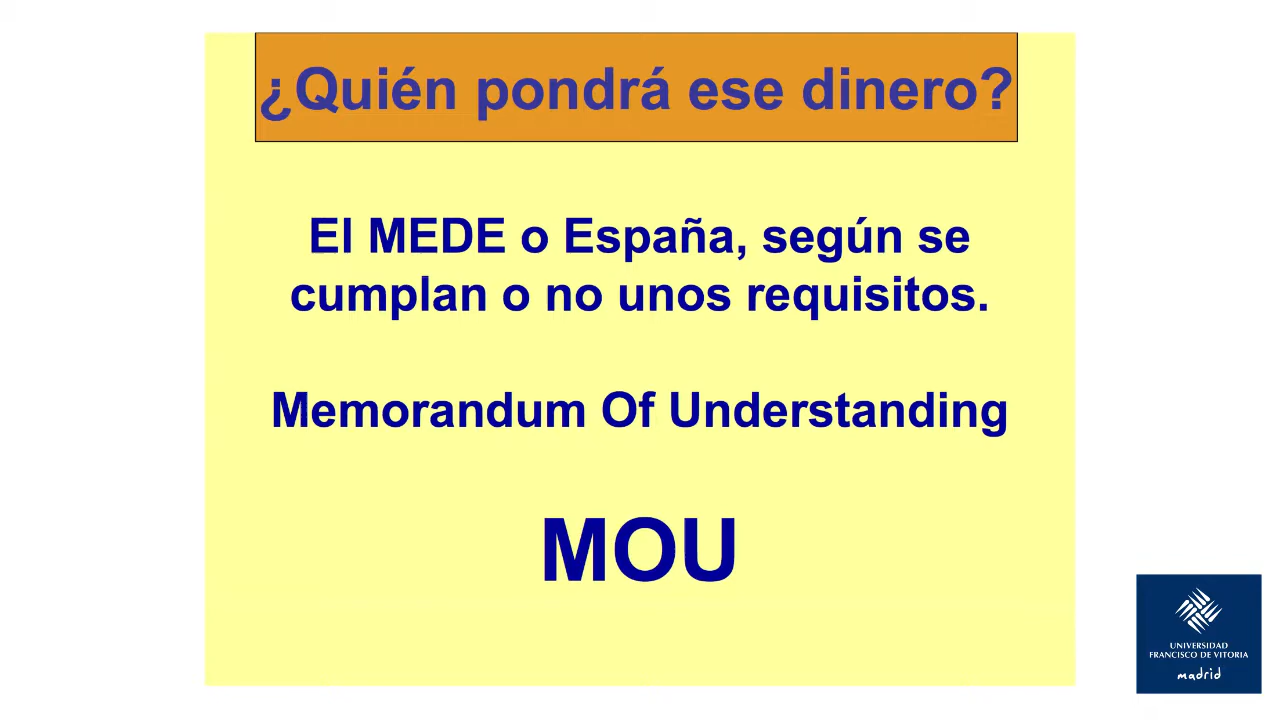 ¿Quién pondrá ese dinero?
El MEDE o España, según se
cumplan o no unos requisitos.
Memorandum Of Understanding
MOU
UNIVERSIDAD
FRANCISCO DE VITORIA
madrid